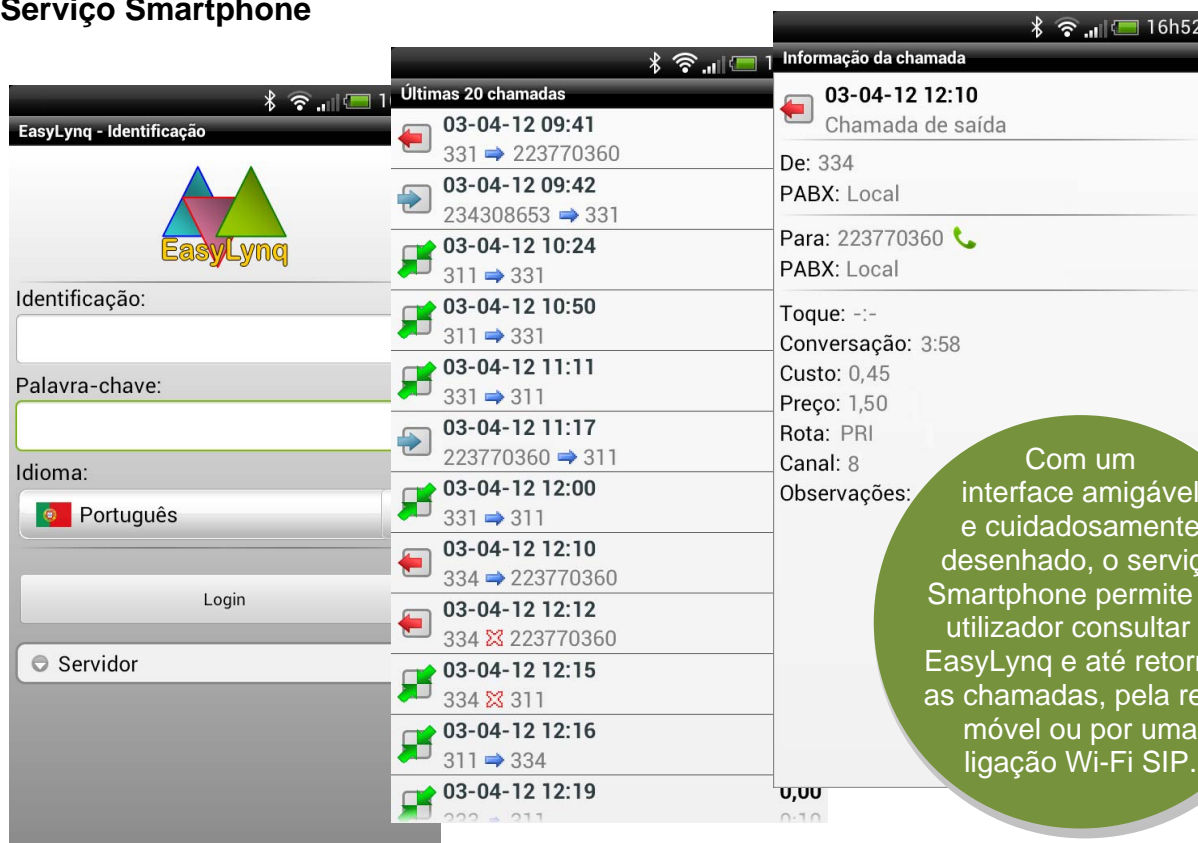 Serviço Smartphone
EasyLynq - Identificação
EasyLynq
Identificação:
Palavra-chave:
Idioma:
Português
Login
Servidor
Últimas 20 chamadas
03-04-12 09:41
331 223770360
03-04-12 09:42
234308653 331
03-04-12 10:24
311 331
03-04-12 10:50
311 331
03-04-12 11:11
331 311
03-04-12 11:17
223770360 311
03-04-12 12:00
331 311
03-04-12 12:10
334 223770360
03-04-12 12:12
334 223770360
03-04-12 12:15
334 311
03-04-12 12:16
311 334
03-04-12 12:19
0,00
16h52
Informação da chamada
03-04-12 12:10
Chamada de saída
De: 334
PABX: Local
Para: 223770360
PABX: Local
Toque: -:-
Conversação: 3:58
Custo: 0,45
Preço: 1,50
Rota: PRI
Canal: 8
Observações:
Com um
interface amigável
e cuidadosamente
desenhado, o serviç
Smartphone permite
utilizador consultar
EasyLynq e até retor
as chamadas, pela re
móvel ou por uma
ligação Wi-Fi SIP.